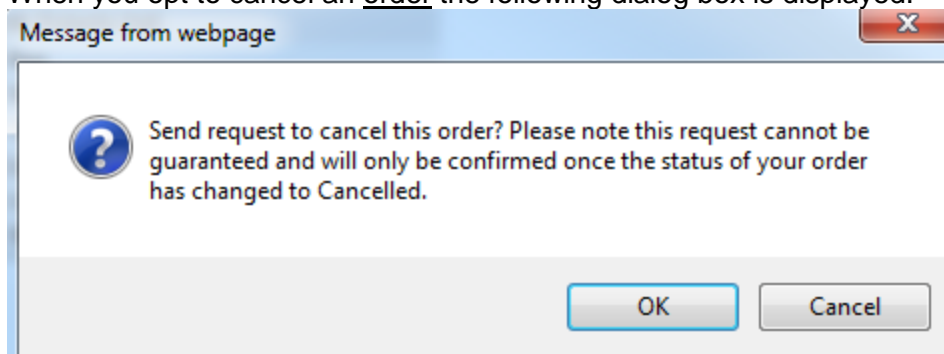 When you opt to cancel an order the following dialog box is displayed.
Message from webpage
Send request to cancel this order? Please note this request cannot be
guaranteed and will only be confirmed once the status of your order
has changed to Cancelled.
OK Cancel